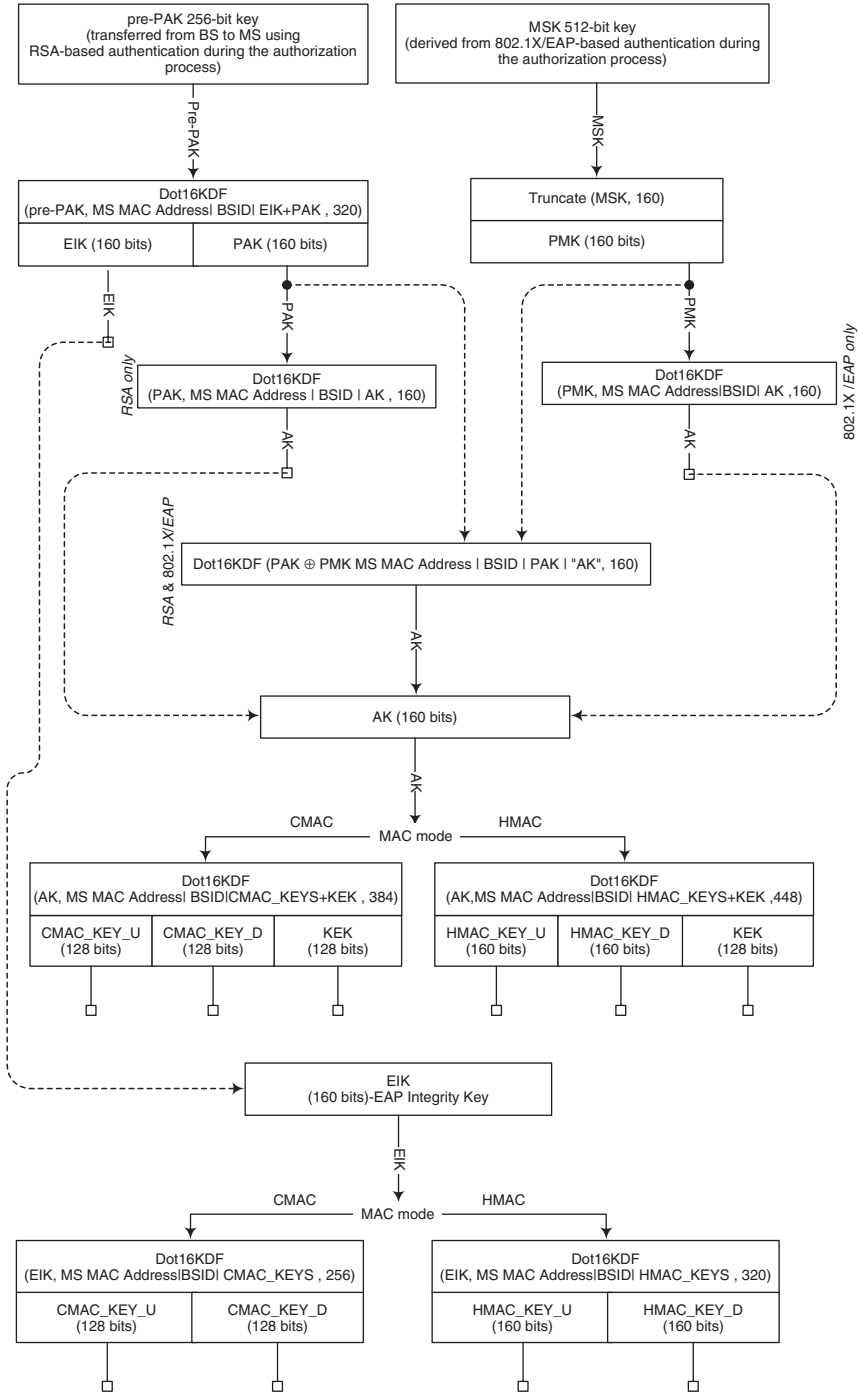 pre-PAK 256-bit key
(transferred from BS to MS using
RSA-based authentication during the authorization
process)
MSK 512-bit key
(derived from 802.1X/EAP-based authentication during
the authorization process)
Pre-PAK
MSK
Dot16KDF
(pre-PAK, MS MAC Address| BSID| EIK+PAK , 320)
EIK (160 bits)
PAK (160 bits)
Truncate (MSK, 160)
PMK (160 bits)
EIK
PAK
PMK
RSA only
Dot16KDF
(PAK, MS MAC Address | BSID | AK , 160)
Dot16KDF
(PMK, MS MAC Address|BSID| AK ,160)
802.1X /EAP only
AK
AK
RSA & 802.1X/EAP
Dot16KDF (PAK ⊕ PMK MS MAC Address | BSID | PAK | "AK", 160)
AK
AK (160 bits)
AK
CMAC
MAC mode
HMAC
Dot16KDF
(AK, MS MAC Address| BSID|CMAC_KEYS+KEK , 384)
CMAC_KEY_U
(128 bits)
CMAC_KEY_D
(128 bits)
KEK
(128 bits)
Dot16KDF
(AK,MS MAC Address|BSID| HMAC_KEYS+KEK ,448)
HMAC_KEY_U
(160 bits)
HMAC_KEY_D
(160 bits)
KEK
(128 bits)
EIK
(160 bits)-EAP Integrity Key
EIK
CMAC
MAC mode
HMAC
Dot16KDF
(EIK, MS MAC Address|BSID| CMAC_KEYS , 256)
CMAC_KEY_U
(128 bits)
CMAC_KEY_D
(128 bits)
Dot16KDF
(EIK, MS MAC Address|BSID| HMAC_KEYS , 320)
HMAC_KEY_U
(160 bits)
HMAC_KEY_D
(160 bits)